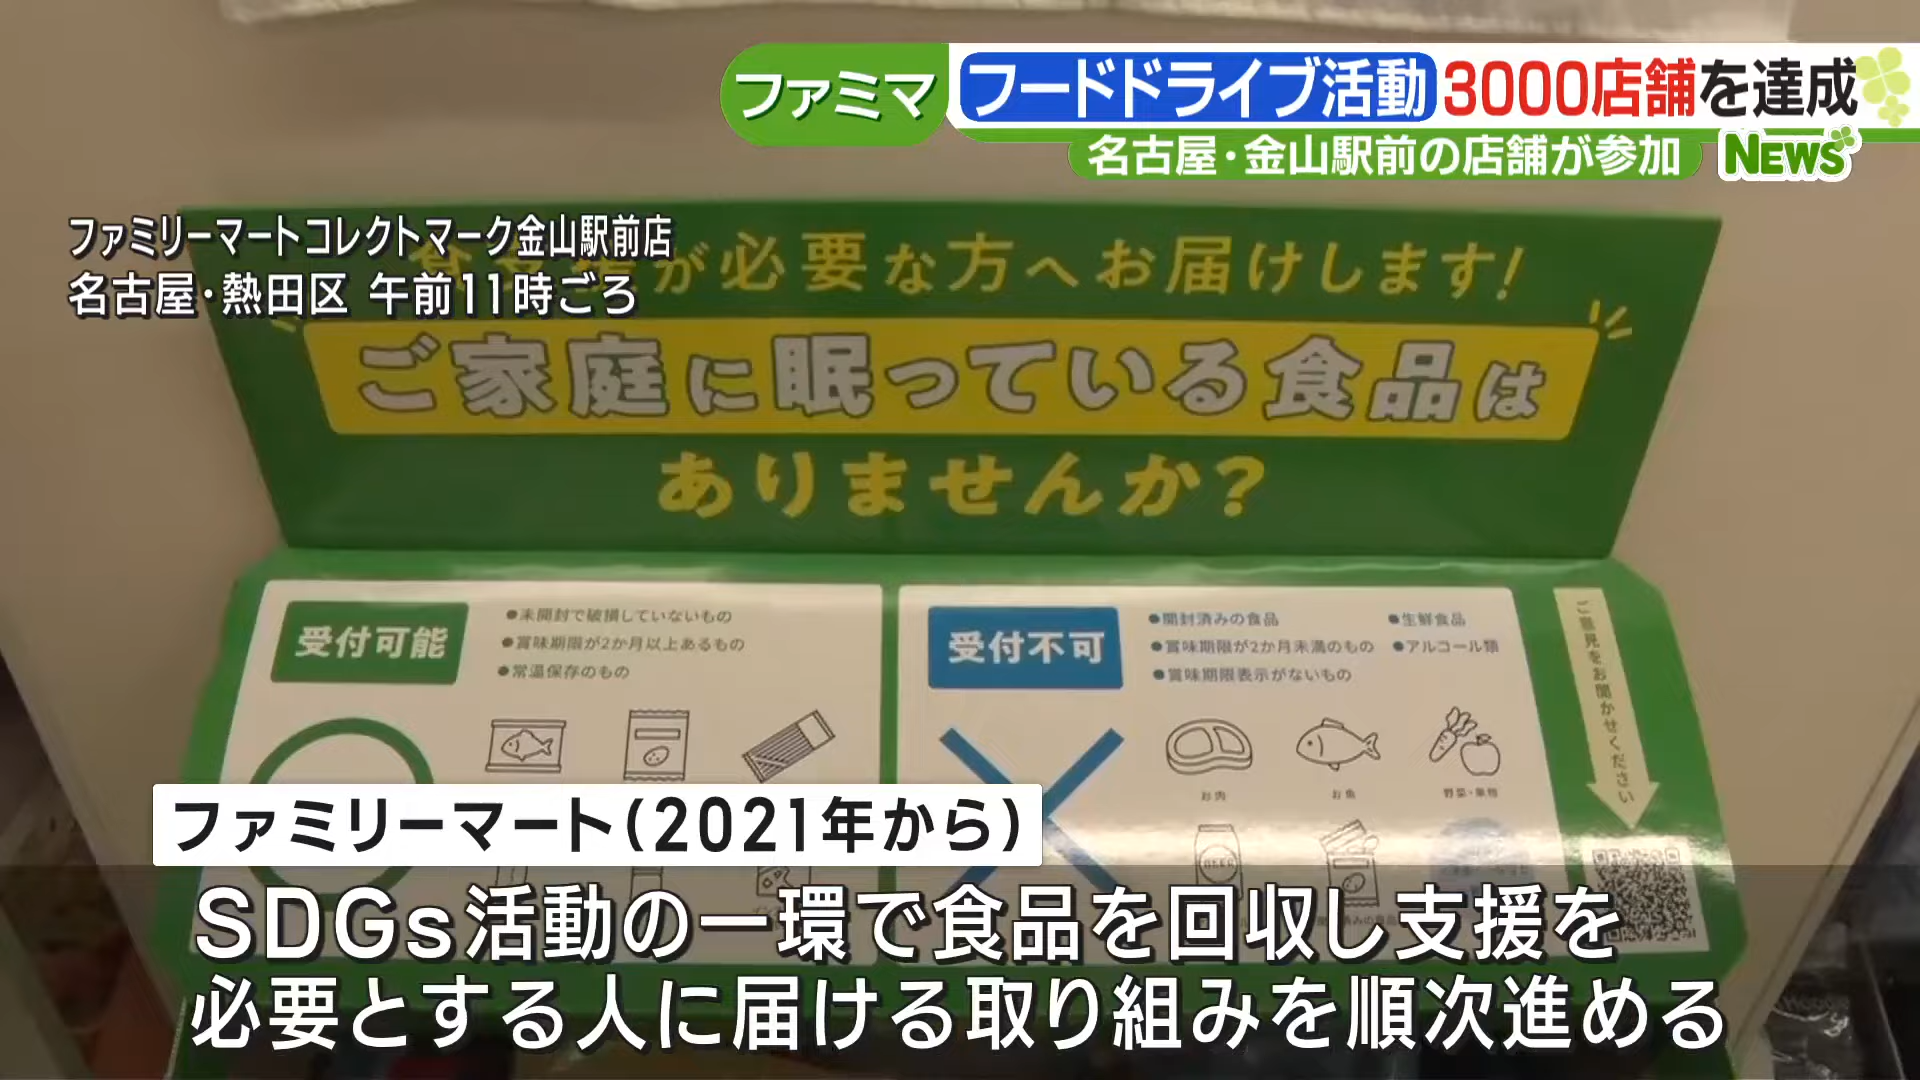 ファミマ
フードドライブ活動 3000店舗を達成
名古屋・金山駅前の店舗が参加
NEWS
ファミリーマートコレクトマーク金山駅前店
名古屋・熱田区 午前11時ごろ
が必要な方へお届けします!
ご家庭に眠っている食品は
ありませんか?
受付可能
●未開封で破損していないもの
●賞味期限が2か月以上あるもの
●常温保存のもの
受付不可
●開封済みの食品
●賞味期限が2か月未満のもの
●賞味期限表示がないもの
●生鮮食品
●アルコール類
ご意見をお聞かせください
お肉
お魚
野菜・果物
BEER
ファミリーマート(2021年から)
SDGs活動の一環で食品を回収し支援を
必要とする人に届ける取り組みを順次進める